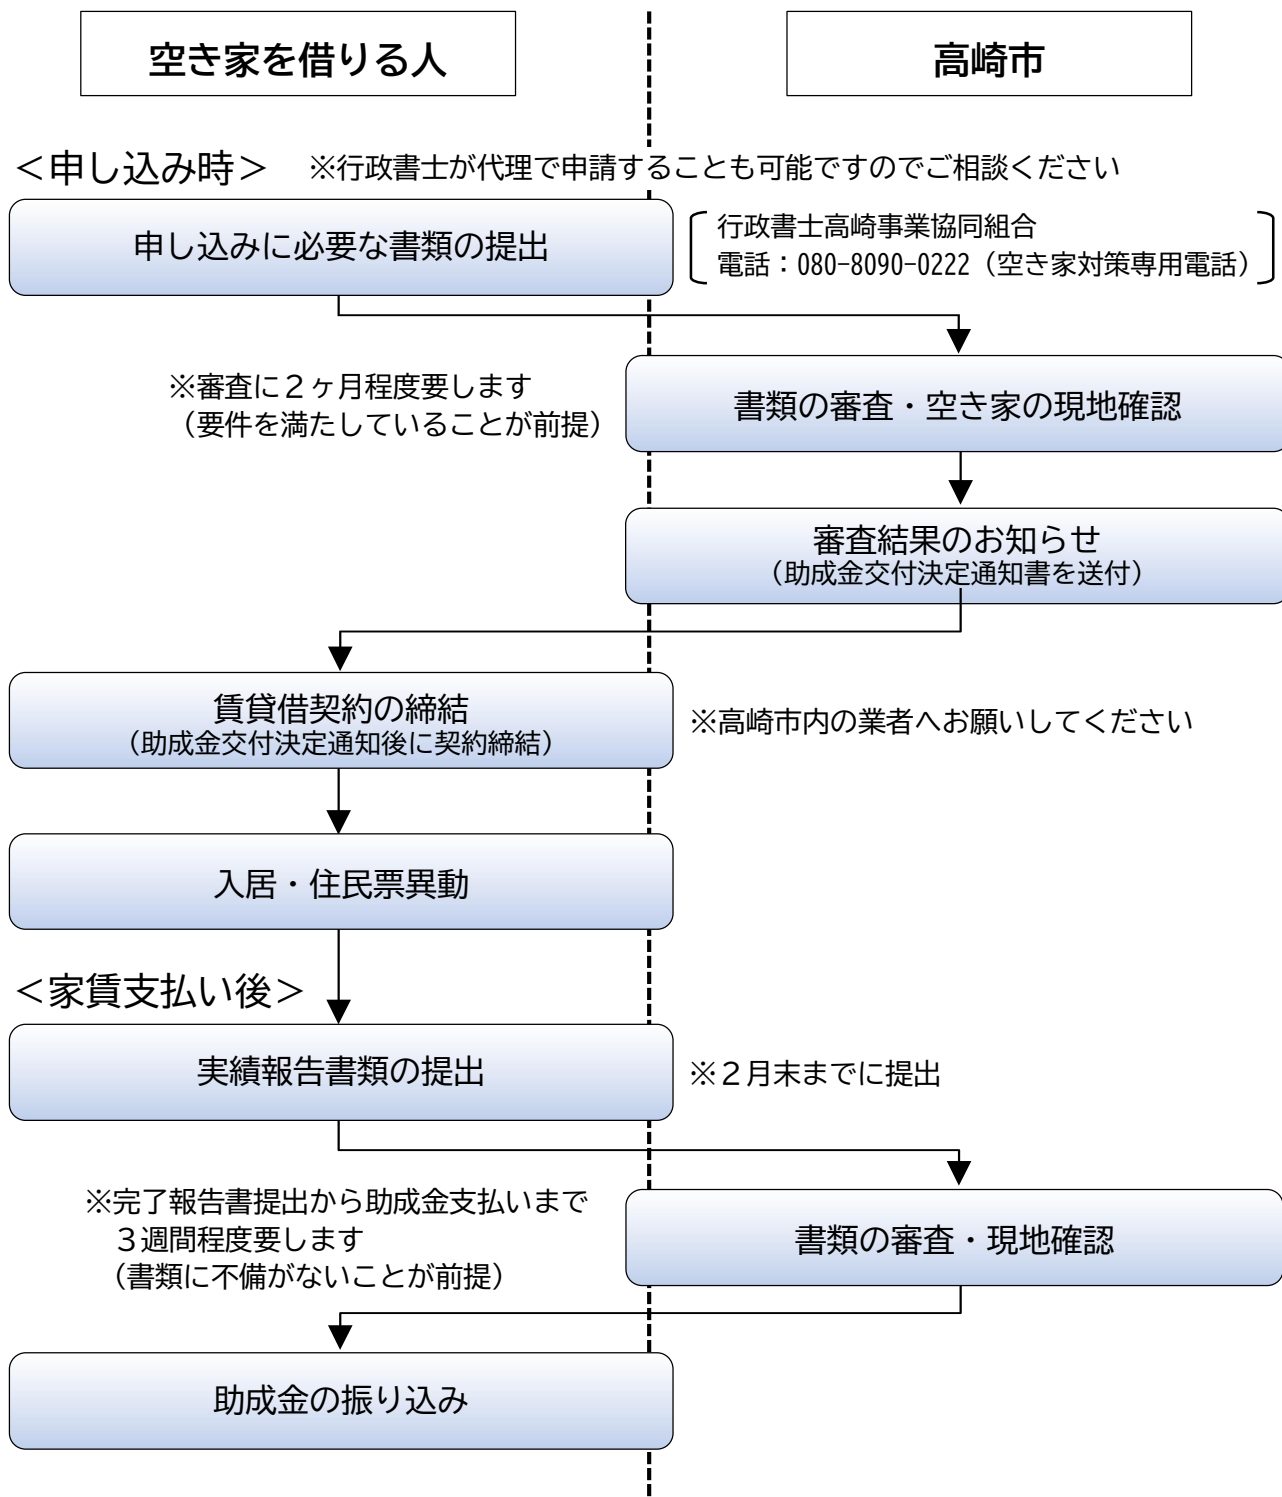 空き家を借りる人
高崎市
＜申し込み時＞
※行政書士が代理で申請することも可能ですのでご相談ください
申し込みに必要な書類の提出
行政書士高崎事業協同組合
電話：080-8090-0222（空き家対策専用電話）
※審査に２ヶ月程度要します
（要件を満たしていることが前提）
書類の審査・空き家の現地確認
審査結果のお知らせ
（助成金交付決定通知書を送付）
賃貸借契約の締結
（助成金交付決定通知後に契約締結）
※高崎市内の業者へお願いしてください
入居・住民票異動
＜家賃支払い後＞
実績報告書類の提出
※２月末までに提出
※完了報告書提出から助成金支払いまで
３週間程度要します
（書類に不備がないことが前提）
書類の審査・現地確認
助成金の振り込み